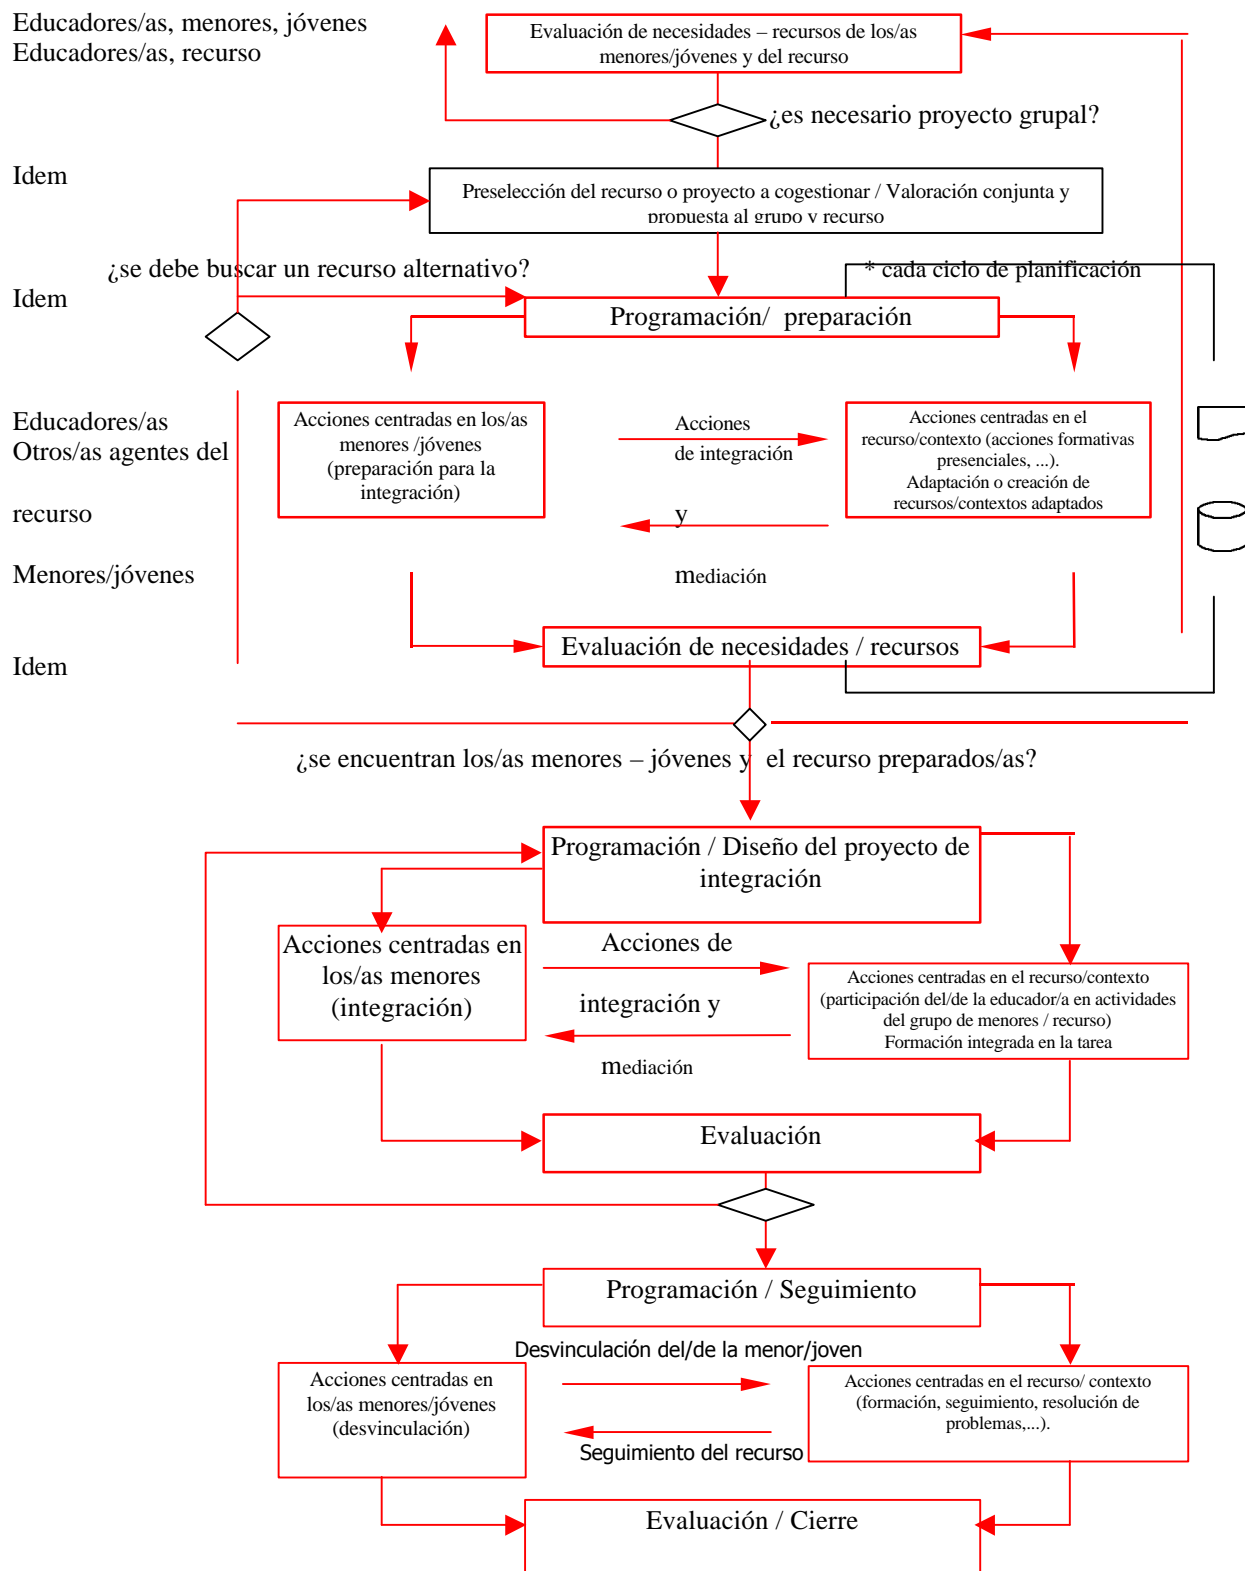 Educadores/as, menores, jóvenes
Educadores/as, recurso
Evaluación de necesidades – recursos de los/as
menores/jóvenes y del recurso
¿es necesario proyecto grupal?
Idem
Preselección del recurso o proyecto a cogestionar / Valoración conjunta y
propuesta al grupo y recurso
¿se debe buscar un recurso alternativo?
* cada ciclo de planificación
Idem
Programación/ preparación
Educadores/as
Otros/as agentes del
recurso
Menores/jóvenes
Acciones centradas en los/as
menores /jóvenes
(preparación para la
integración)
Acciones
de integración
y
mediación
Acciones centradas en el
recurso/contexto (acciones formativas
presenciales, ...).
Adaptación o creación de
recursos/contextos adaptados
Idem
Evaluación de necesidades / recursos
¿se encuentran los/as menores – jóvenes y el recurso preparados/as?
Programación / Diseño del proyecto de
integración
Acciones centradas en
los/as menores
(integración)
Acciones de
integración y
mediación
Acciones centradas en el recurso/contexto
(participación del/de la educador/a en actividades
del grupo de menores / recurso)
Formación integrada en la tarea
Evaluación
Programación / Seguimiento
Desvinculación del/de la menor/joven
Acciones centradas en
los/as menores/jóvenes
(desvinculación)
Seguimiento del recurso
Acciones centradas en el recurso/ contexto
(formación, seguimiento, resolución de
problemas,...).
Evaluación / Cierre